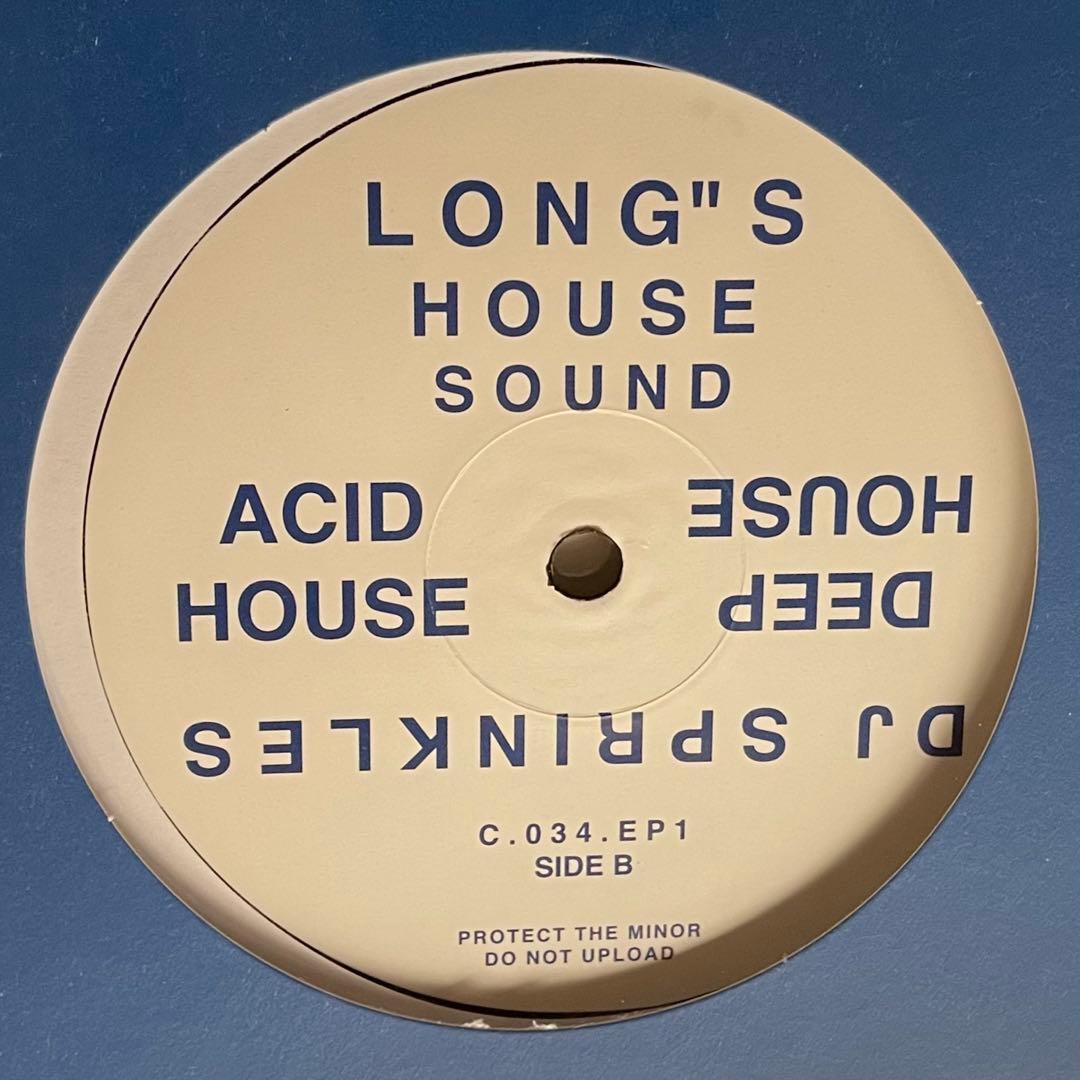 LONG"S
HOUSE
SOUND
ACID
HOUSE
DEEP
HOUSE
DJ SPRINKLES
C.034.EP1
SIDE B
PROTECT THE MINOR
DO NOT UPLOAD